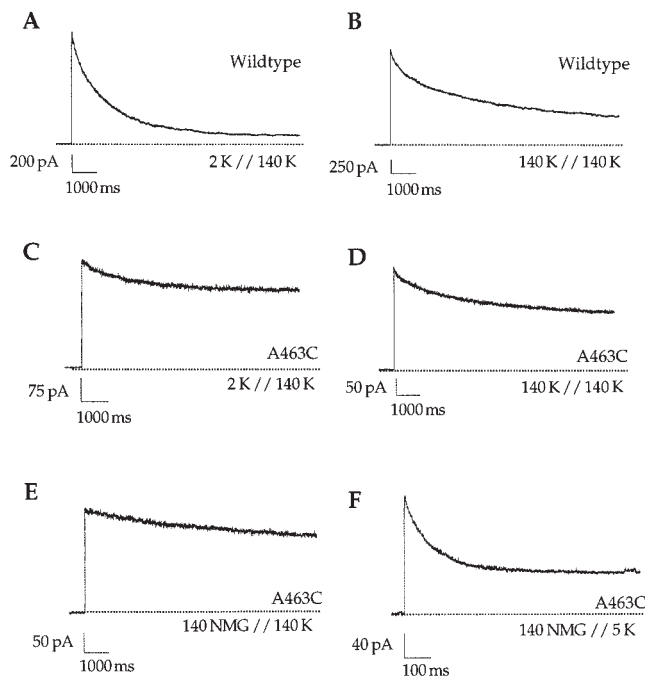 A
Wildtype
2 K // 140 K
200 pA
1000 ms
B
Wildtype
140 K // 140 K
250 pA
1000 ms
C
A463C
2 K // 140 K
75 pA
1000 ms
D
A463C
140 K // 140 K
50 pA
1000 ms
E
A463C
140 NMG // 140 K
50 pA
1000 ms
F
A463C
140 NMG // 5 K
40 pA
100 ms